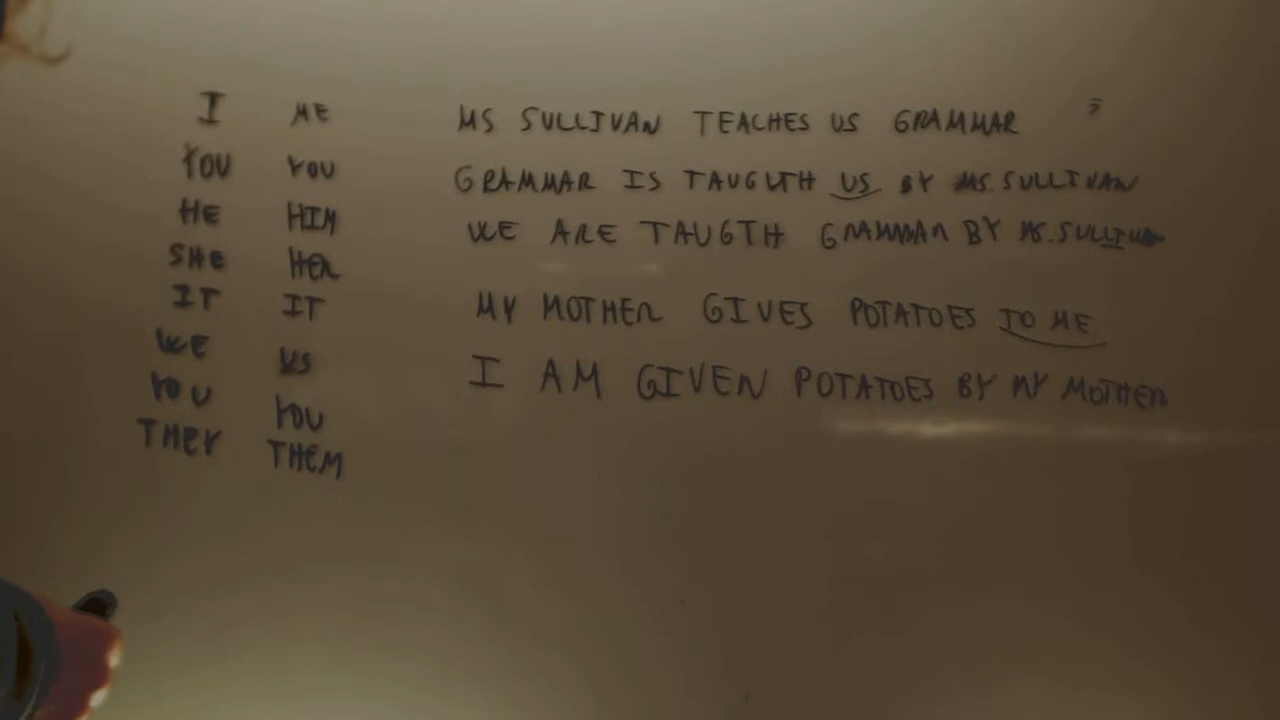 I ME
YOU YOU
HE HIM
SHE HER
IT IT
WE US
YOU YOU
THEY THEM
MS SULLIVAN TEACHES US GRAMMAR
GRAMMAR IS TAUGUTH US BY MS. SULLIVAN
WE ARE TAUGTH GRAMMAR BY MS. SULLIVAN
MY MOTHER GIVES POTATOES TO ME
I AM GIVEN POTATOES BY MY MOTHER